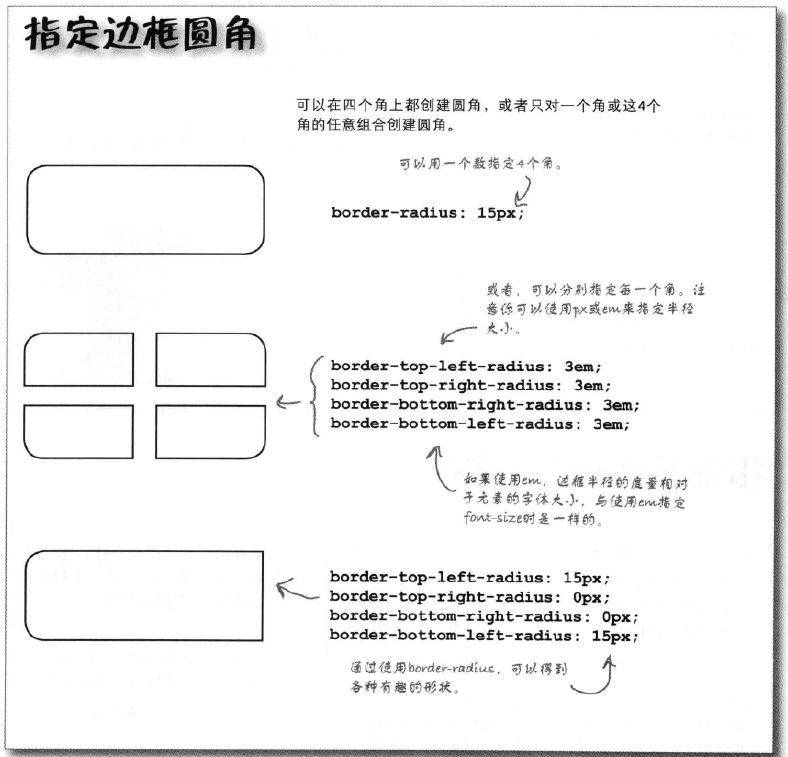 指定边框圆角
可以在四个角上都创建圆角，或者只对一个角或这4个
角的任意组合创建圆角。
可以用一个数指定4个角。
border-radius: 15px;
或者，可以分别指定每一个角。注
意你可以使用px或em来指定半径
大小。
border-top-left-radius: 3em;
border-top-right-radius: 3em;
border-bottom-right-radius: 3em;
border-bottom-left-radius: 3em;
如果使用em，边框半径的度量相对
于元素的字体大小，与使用em指定
font-size时是一样的。
border-top-left-radius: 15px;
border-top-right-radius: 0px;
border-bottom-right-radius: 0px;
border-bottom-left-radius: 15px;
通过使用border-radius，可以得到
各种有趣的形状。